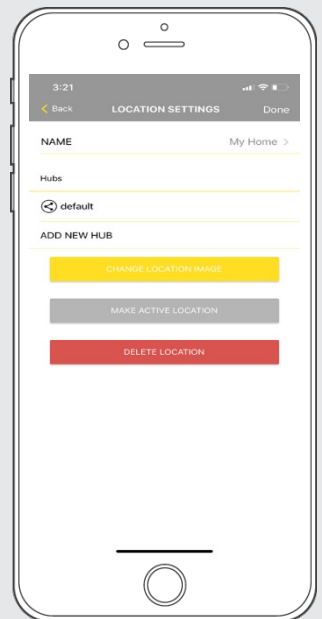 3:21
Back LOCATION SETTINGS Done
NAME My Home
Hubs
default
ADD NEW HUB
CHANGE LOCATION IMAGE
MAKE ACTIVE LOCATION
DELETE LOCATION